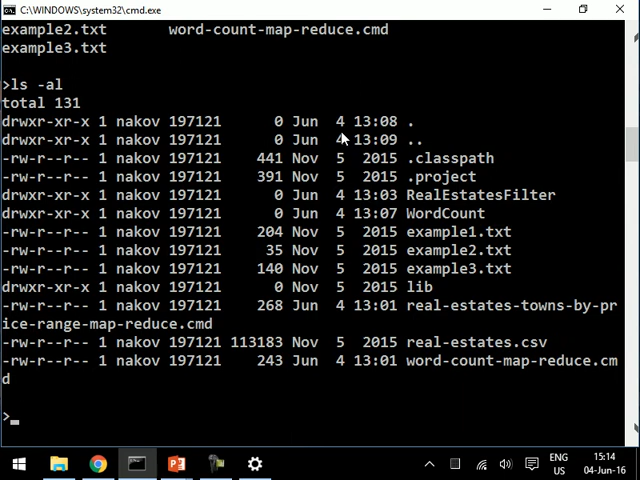 C:\WINDOWS\system32\cmd.exe
example2.txt word-count-map-reduce.cmd
example3.txt
>ls -al
total 131
drwxr-xr-x 1 nakov 197121 0 Jun 4 13:08 .
drwxr-xr-x 1 nakov 197121 0 Jun 4 13:09 ..
-rw-r--r-- 1 nakov 197121 441 Nov 5 2015 .classpath
-rw-r--r-- 1 nakov 197121 391 Nov 5 2015 .project
drwxr-xr-x 1 nakov 197121 0 Jun 4 13:03 RealEstatesFilter
drwxr-xr-x 1 nakov 197121 0 Jun 4 13:07 WordCount
-rw-r--r-- 1 nakov 197121 204 Nov 5 2015 example1.txt
-rw-r--r-- 1 nakov 197121 35 Nov 5 2015 example2.txt
-rw-r--r-- 1 nakov 197121 140 Nov 5 2015 example3.txt
drwxr-xr-x 1 nakov 197121 0 Nov 5 2015 lib
-rw-r--r-- 1 nakov 197121 268 Jun 4 13:01 real-estates-towns-by-pr
ice-range-map-reduce.cmd
-rw-r--r-- 1 nakov 197121 113183 Nov 5 2015 real-estates.csv
-rw-r--r-- 1 nakov 197121 243 Jun 4 13:01 word-count-map-reduce.cm
d
>_
ENG 15:14
US 04-Jun-16